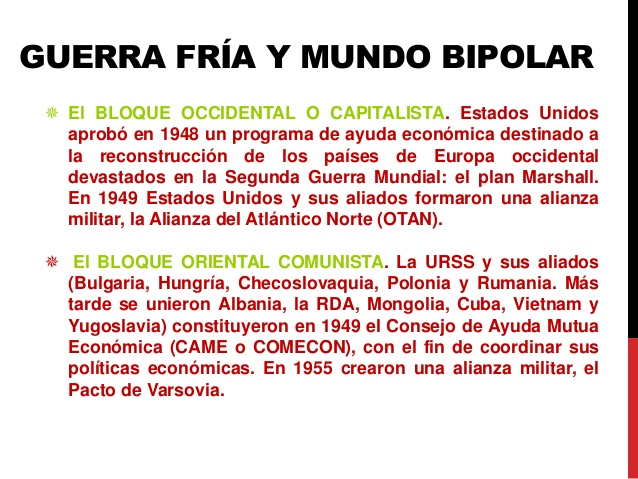 GUERRA FRÍA Y MUNDO BIPOLAR
El BLOQUE OCCIDENTAL O CAPITALISTA. Estados Unidos
aprobó en 1948 un programa de ayuda económica destinado a
la reconstrucción de los países de Europa occidental
devastados en la Segunda Guerra Mundial: el plan Marshall.
En 1949 Estados Unidos y sus aliados formaron una alianza
militar, la Alianza del Atlántico Norte (OTAN).
El BLOQUE ORIENTAL COMUNISTA. La URSS y sus aliados
(Bulgaria, Hungría, Checoslovaquia, Polonia y Rumania. Más
tarde se unieron Albania, la RDA, Mongolia, Cuba, Vietnam y
Yugoslavia) constituyeron en 1949 el Consejo de Ayuda Mutua
Económica (CAME o COMECON), con el fin de coordinar sus
políticas económicas. En 1955 crearon una alianza militar, el
Pacto de Varsovia.